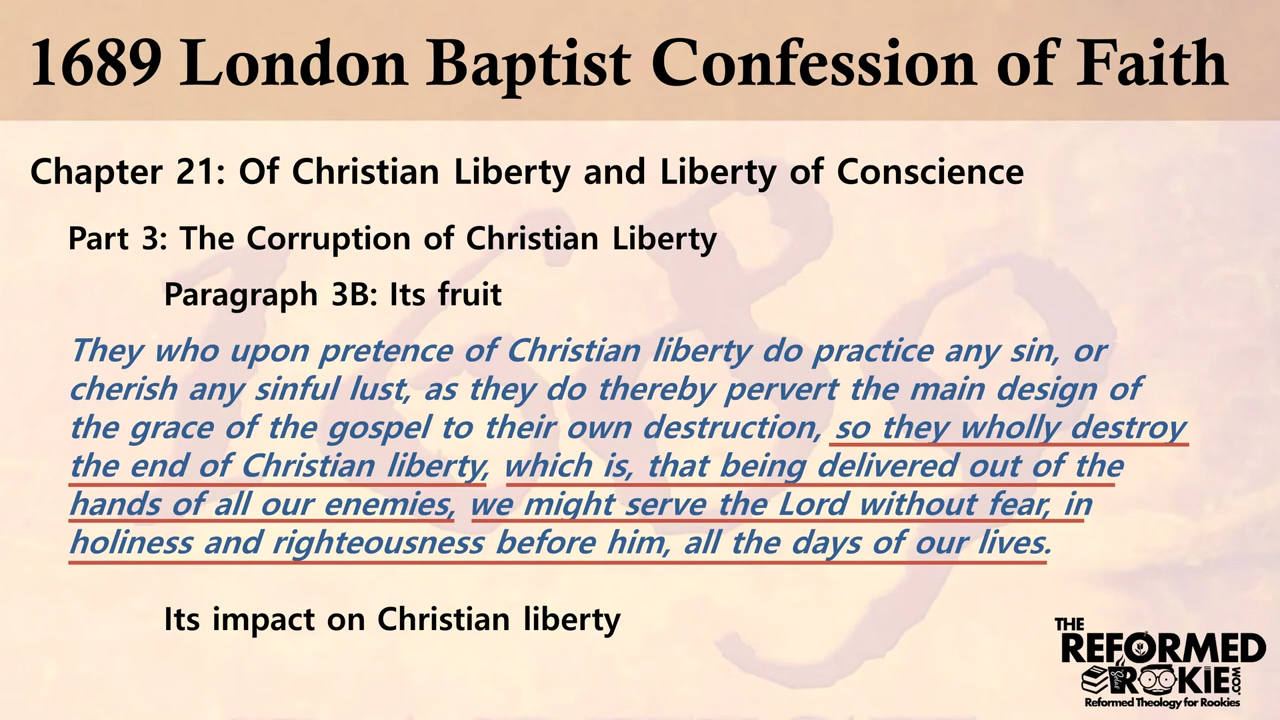 1689 London Baptist Confession of Faith
Chapter 21: Of Christian Liberty and Liberty of Conscience
Part 3: The Corruption of Christian Liberty
Paragraph 3B: Its fruit
They who upon pretence of Christian liberty do practice any sin, or
cherish any sinful lust, as they do thereby pervert the main design of
the grace of the gospel to their own destruction, so they wholly destroy
the end of Christian liberty, which is, that being delivered out of the
hands of all our enemies, we might serve the Lord without fear, in
holiness and righteousness before him, all the days of our lives.
Its impact on Christian liberty
THE
REFORMED
ROOKIE.COM
Reformed Theology for Rookies
1689